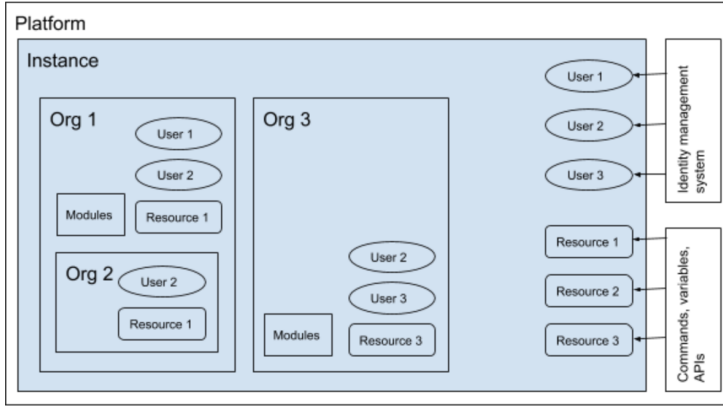 Platform
Instance
Org 1
User 1
User 2
Modules
Resource 1
Org 2
User 2
Resource 1
Org 3
User 2
User 3
Modules
Resource 3
User 1
User 2
User 3
Resource 1
Resource 2
Resource 3
Identity management
system
Commands, variables,
APIs